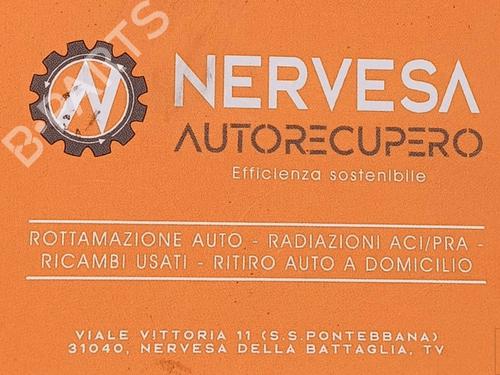 B-PARTS
N
NERVESA
AUTORECUPERO
Efficienza sostenibile
ROTTAMAZIONE AUTO - RADIAZIONI ACI/PRA -
RICAMBI USATI - RITIRO AUTO A DOMICILIO
VIALE VITTORIA 11 (S.S.PONTEBBANA)
31040, NERVESA DELLA BATTAGLIA, TV